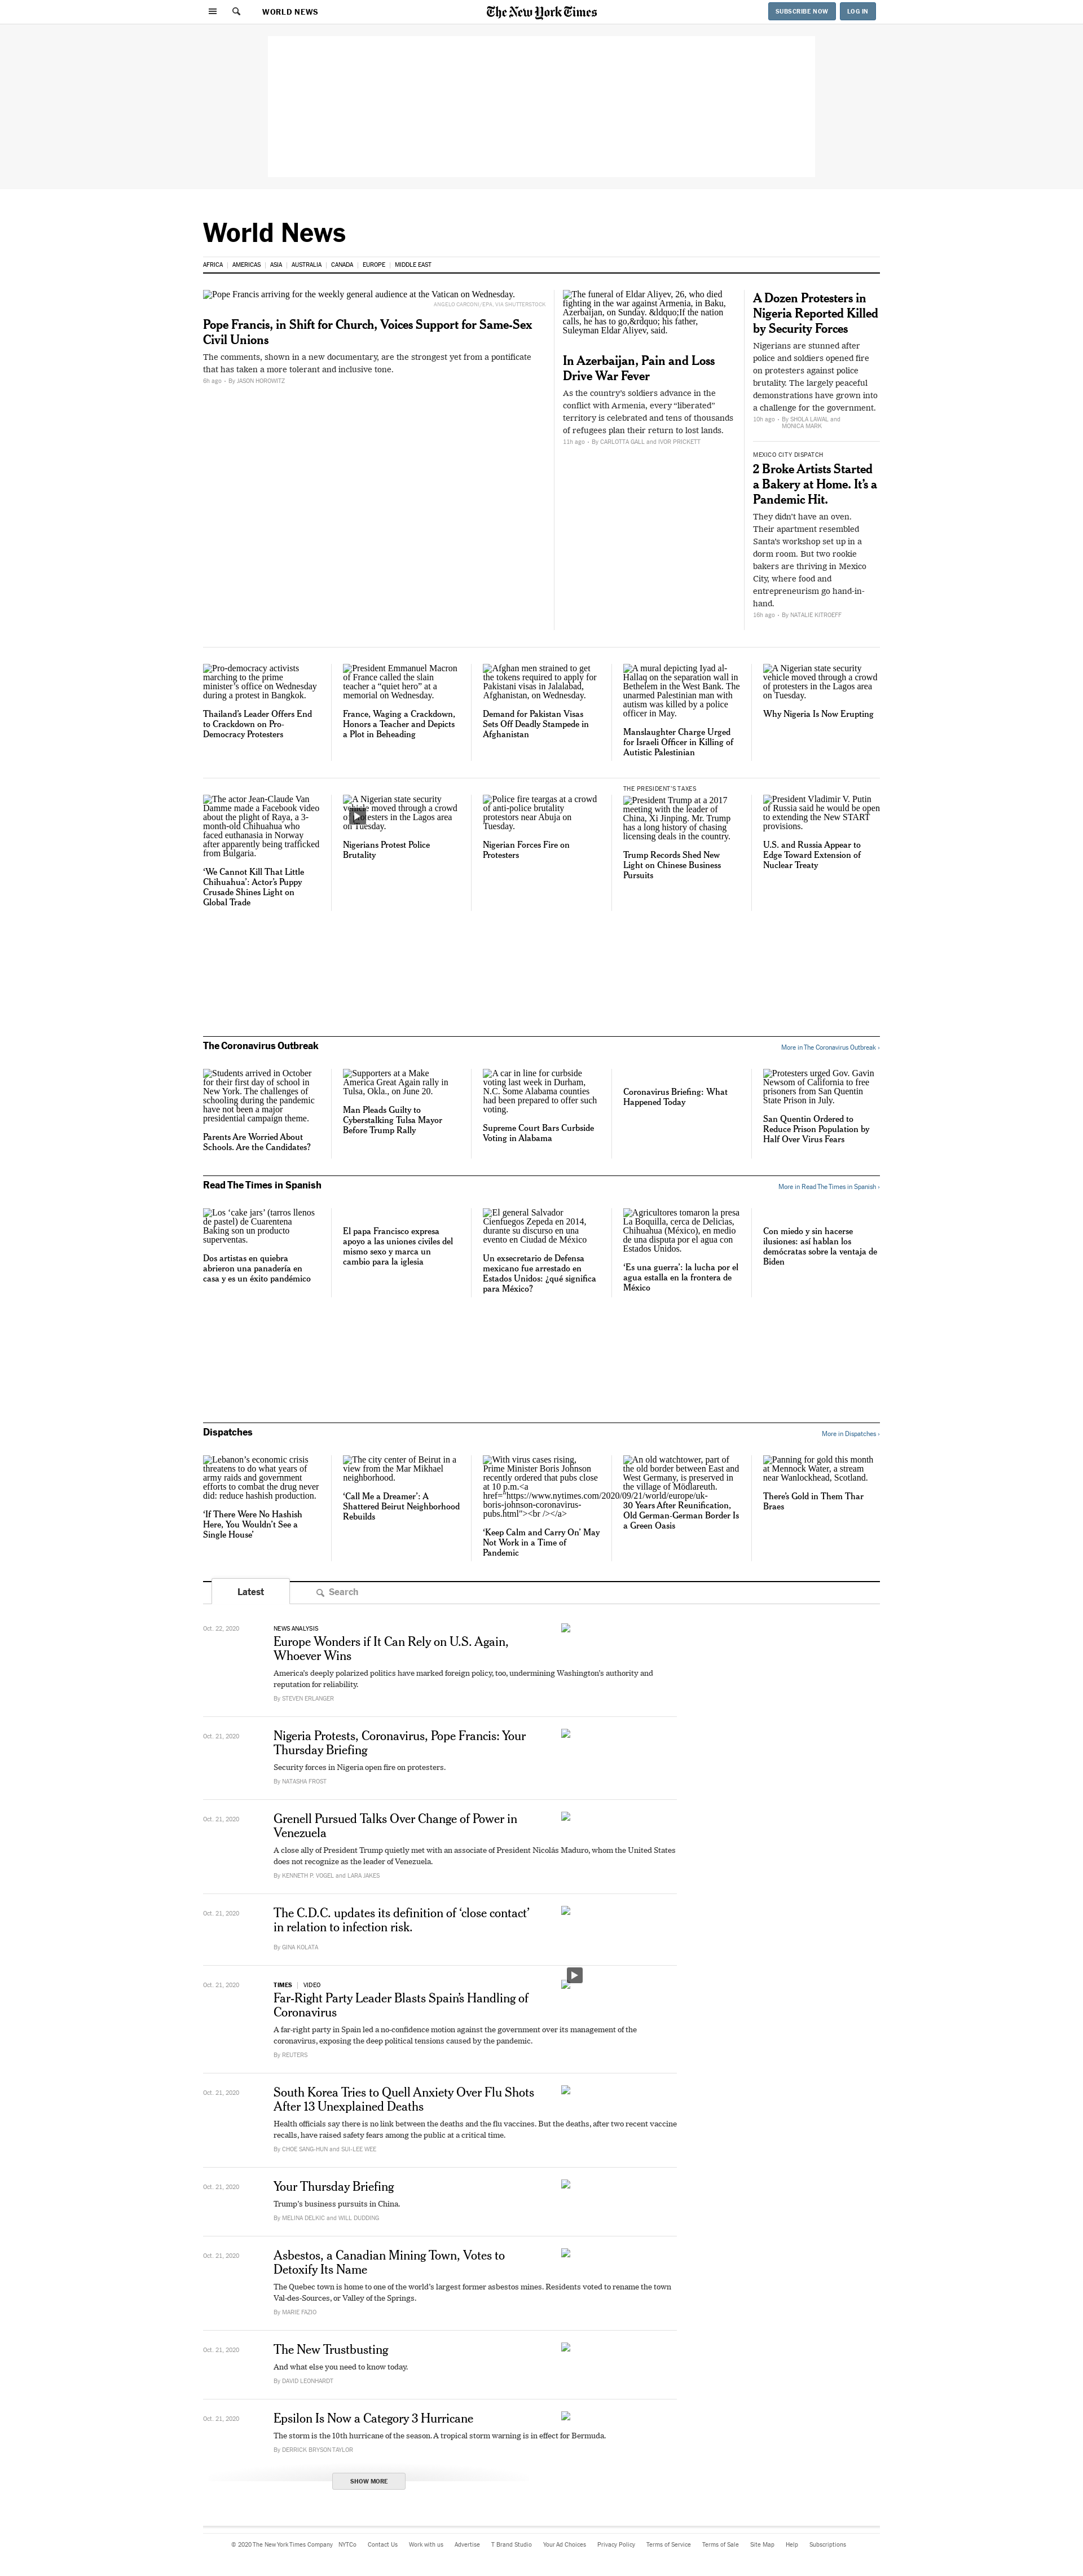 WORLD NEWS
The New York Times
SUBSCRIBE NOW
LOG IN
World News
AFRICA
AMERICAS
ASIA
AUSTRALIA
CANADA
EUROPE
MIDDLE EAST
Pope Francis arriving for the weekly general audience at the Vatican on Wednesday.
ANGELO CARCONI/EPA, VIA SHUTTERSTOCK
Pope Francis, in Shift for Church, Voices Support for Same-Sex
Civil Unions
The comments, shown in a new documentary, are the strongest yet from a pontificate
that has taken a more tolerant and inclusive tone.
6h ago
By JASON HOROWITZ
The funeral of Eldar Aliyev, 26, who died
fighting in the war against Armenia, in Baku,
Azerbaijan, on Sunday. &ldquo;If the nation
calls, he has to go,&rdquo; his father,
Suleyman Eldar Aliyev, said.
In Azerbaijan, Pain and Loss
Drive War Fever
As the country’s soldiers advance in the
conflict with Armenia, every “liberated”
territory is celebrated and tens of thousands
of refugees plan their return to lost lands.
11h ago
By CARLOTTA GALL and IVOR PRICKETT
A Dozen Protesters in
Nigeria Reported Killed
by Security Forces
Nigerians are stunned after
police and soldiers opened fire
on protesters against police
brutality. The largely peaceful
demonstrations have grown into
a challenge for the government.
10h ago
By SHOLA LAWAL and
MONICA MARK
MEXICO CITY DISPATCH
2 Broke Artists Started
a Bakery at Home. It’s a
Pandemic Hit.
They didn’t have an oven.
Their apartment resembled
Santa’s workshop set up in a
dorm room. But two rookie
bakers are thriving in Mexico
City, where food and
entrepreneurism go hand-in-
hand.
16h ago
By NATALIE KITROEFF
Pro-democracy activists
marching to the prime
minister’s office on Wednesday
during a protest in Bangkok.
Thailand’s Leader Offers End
to Crackdown on Pro-
Democracy Protesters
President Emmanuel Macron
of France called the slain
teacher a “quiet hero” at a
memorial on Wednesday.
France, Waging a Crackdown,
Honors a Teacher and Depicts
a Plot in Beheading
Afghan men strained to get
the tokens required to apply for
Pakistani visas in Jalalabad,
Afghanistan, on Wednesday.
Demand for Pakistan Visas
Sets Off Deadly Stampede in
Afghanistan
A mural depicting Iyad al-
Hallaq on the separation wall in
Bethelem in the West Bank. The
unarmed Palestinian man with
autism was killed by a police
officer in May.
Manslaughter Charge Urged
for Israeli Officer in Killing of
Autistic Palestinian
A Nigerian state security
vehicle moved through a crowd
of protesters in the Lagos area
on Tuesday.
Why Nigeria Is Now Erupting
The actor Jean-Claude Van
Damme made a Facebook video
about the plight of Raya, a 3-
month-old Chihuahua who
faced euthanasia in Norway
after apparently being trafficked
from Bulgaria.
‘We Cannot Kill That Little
Chihuahua’: Actor’s Puppy
Crusade Shines Light on
Global Trade
A Nigerian state security
vehicle moved through a crowd
of protesters in the Lagos area
on Tuesday.
Nigerians Protest Police
Brutality
Police fire teargas at a crowd
of anti-police brutality
protestors near Abuja on
Tuesday.
Nigerian Forces Fire on
Protesters
THE PRESIDENT’S TAXES
President Trump at a 2017
meeting with the leader of
China, Xi Jinping. Mr. Trump
has a long history of chasing
licensing deals in the country.
Trump Records Shed New
Light on Chinese Business
Pursuits
President Vladimir V. Putin
of Russia said he would be open
to extending the New START
provisions.
U.S. and Russia Appear to
Edge Toward Extension of
Nuclear Treaty
The Coronavirus Outbreak
More in The Coronavirus Outbreak ›
Students arrived in October
for their first day of school in
New York. The challenges of
schooling during the pandemic
have not been a major
presidential campaign theme.
Parents Are Worried About
Schools. Are the Candidates?
Supporters at a Make
America Great Again rally in
Tulsa, Okla., on June 20.
Man Pleads Guilty to
Cyberstalking Tulsa Mayor
Before Trump Rally
A car in line for curbside
voting last week in Durham,
N.C. Some Alabama counties
had been prepared to offer such
voting.
Supreme Court Bars Curbside
Voting in Alabama
Coronavirus Briefing: What
Happened Today
Protesters urged Gov. Gavin
Newsom of California to free
prisoners from San Quentin
State Prison in July.
San Quentin Ordered to
Reduce Prison Population by
Half Over Virus Fears
Read The Times in Spanish
More in Read The Times in Spanish ›
Los ‘cake jars’ (tarros llenos
de pastel) de Cuarentena
Baking son un producto
superventas.
Dos artistas en quiebra
abrieron una panadería en
casa y es un éxito pandémico
El papa Francisco expresa
apoyo a las uniones civiles del
mismo sexo y marca un
cambio para la iglesia
El general Salvador
Cienfuegos Zepeda en 2014,
durante su discurso en una
evento en Ciudad de México
Un exsecretario de Defensa
mexicano fue arrestado en
Estados Unidos: ¿qué significa
para México?
Agricultores tomaron la presa
La Boquilla, cerca de Delicias,
Chihuahua (México), en medio
de una disputa por el agua con
Estados Unidos.
‘Es una guerra’: la lucha por el
agua estalla en la frontera de
México
Con miedo y sin hacerse
ilusiones: así hablan los
demócratas sobre la ventaja de
Biden
Dispatches
More in Dispatches ›
Lebanon’s economic crisis
threatens to do what years of
army raids and government
efforts to combat the drug never
did: reduce hashish production.
‘If There Were No Hashish
Here, You Wouldn’t See a
Single House’
The city center of Beirut in a
view from the Mar Mikhael
neighborhood.
‘Call Me a Dreamer’: A
Shattered Beirut Neighborhood
Rebuilds
With virus cases rising,
Prime Minister Boris Johnson
recently ordered that pubs close
at 10 p.m.<a
href="https://www.nytimes.com/2020/09/21/world/europe/uk-
boris-johnson-coronavirus-
pubs.html"><br /></a>
‘Keep Calm and Carry On’ May
Not Work in a Time of
Pandemic
An old watchtower, part of
the old border between East and
West Germany, is preserved in
the village of Mödlareuth.
30 Years After Reunification,
Old German-German Border Is
a Green Oasis
Panning for gold this month
at Mennock Water, a stream
near Wanlockhead, Scotland.
There’s Gold in Them Thar
Braes
Latest
Search
Oct. 22, 2020
NEWS ANALYSIS
Europe Wonders if It Can Rely on U.S. Again,
Whoever Wins
America’s deeply polarized politics have marked foreign policy, too, undermining Washington’s authority and
reputation for reliability.
By STEVEN ERLANGER
Oct. 21, 2020
Nigeria Protests, Coronavirus, Pope Francis: Your
Thursday Briefing
Security forces in Nigeria open fire on protesters.
By NATASHA FROST
Oct. 21, 2020
Grenell Pursued Talks Over Change of Power in
Venezuela
A close ally of President Trump quietly met with an associate of President Nicolás Maduro, whom the United States
does not recognize as the leader of Venezuela.
By KENNETH P. VOGEL and LARA JAKES
Oct. 21, 2020
The C.D.C. updates its definition of ‘close contact’
in relation to infection risk.
By GINA KOLATA
Oct. 21, 2020
TIMES | VIDEO
Far-Right Party Leader Blasts Spain’s Handling of
Coronavirus
A far-right party in Spain led a no-confidence motion against the government over its management of the
coronavirus, exposing the deep political tensions caused by the pandemic.
By REUTERS
Oct. 21, 2020
South Korea Tries to Quell Anxiety Over Flu Shots
After 13 Unexplained Deaths
Health officials say there is no link between the deaths and the flu vaccines. But the deaths, after two recent vaccine
recalls, have raised safety fears among the public at a critical time.
By CHOE SANG-HUN and SUI-LEE WEE
Oct. 21, 2020
Your Thursday Briefing
Trump’s business pursuits in China.
By MELINA DELKIC and WILL DUDDING
Oct. 21, 2020
Asbestos, a Canadian Mining Town, Votes to
Detoxify Its Name
The Quebec town is home to one of the world’s largest former asbestos mines. Residents voted to rename the town
Val-des-Sources, or Valley of the Springs.
By MARIE FAZIO
Oct. 21, 2020
The New Trustbusting
And what else you need to know today.
By DAVID LEONHARDT
Oct. 21, 2020
Epsilon Is Now a Category 3 Hurricane
The storm is the 10th hurricane of the season. A tropical storm warning is in effect for Bermuda.
By DERRICK BRYSON TAYLOR
SHOW MORE
© 2020 The New York Times Company
NYTCo
Contact Us
Work with us
Advertise
T Brand Studio
Your Ad Choices
Privacy Policy
Terms of Service
Terms of Sale
Site Map
Help
Subscriptions